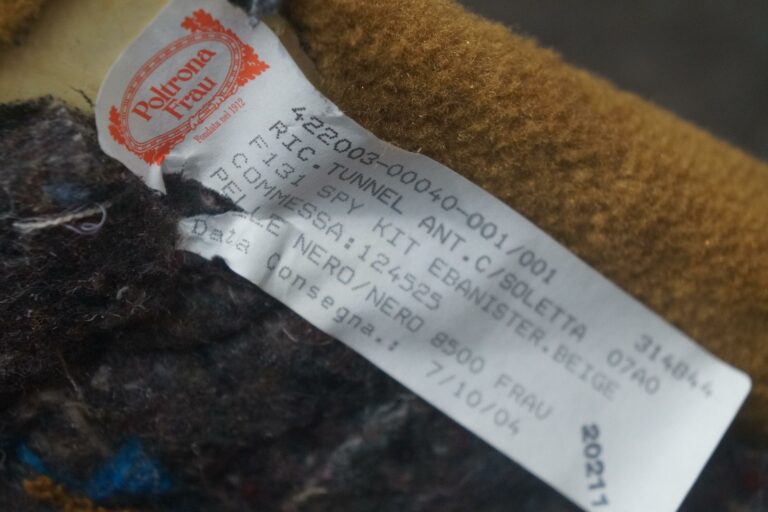 Poltrona
Frau
Fondata nel 1912
422003-00040-001/001 314844
RIC.TUNNEL ANT.C/SOLETTA 07A0
F131 SPY KIT EBANISTER.BEIGE
COMMESSA:124525
PELLE NERO/NERO 8500 FRAU
Data Consegna.: 7/10/04
20211